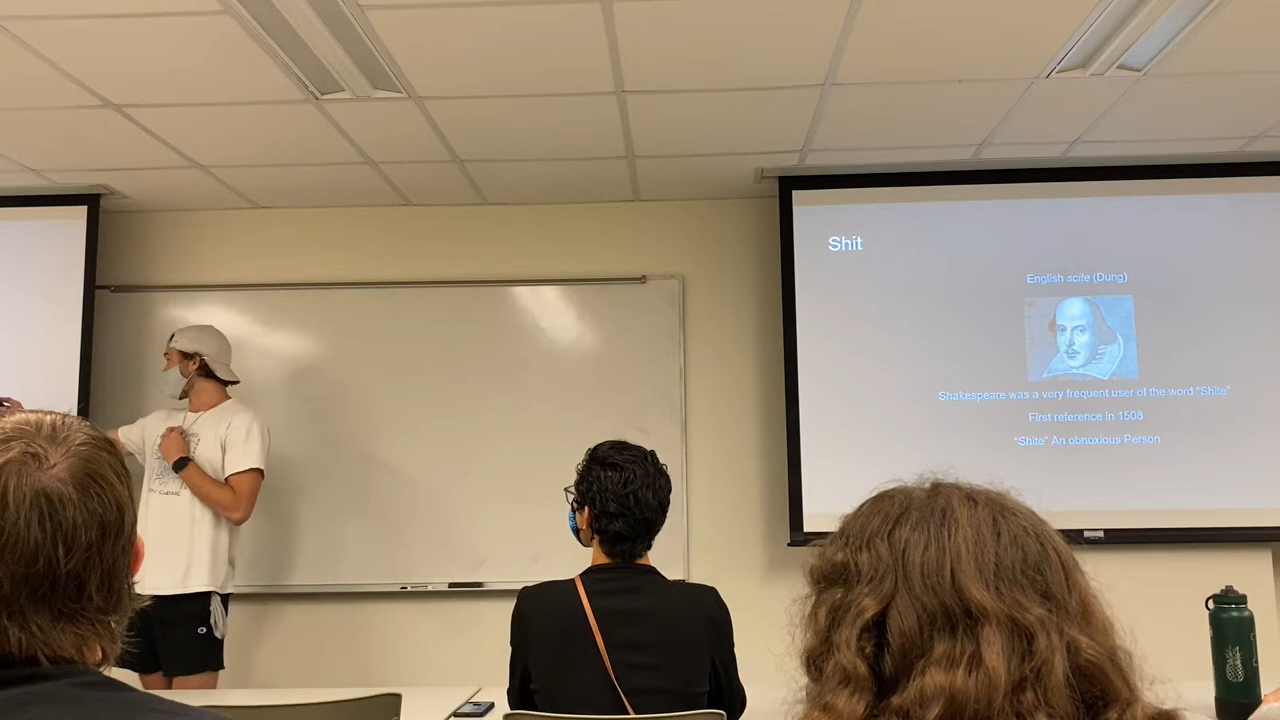 Shit
English scite (Dung)
Shakespeare was a very frequent user of the word "Shite"
First reference in 1508
"Shite" An obnoxious Person